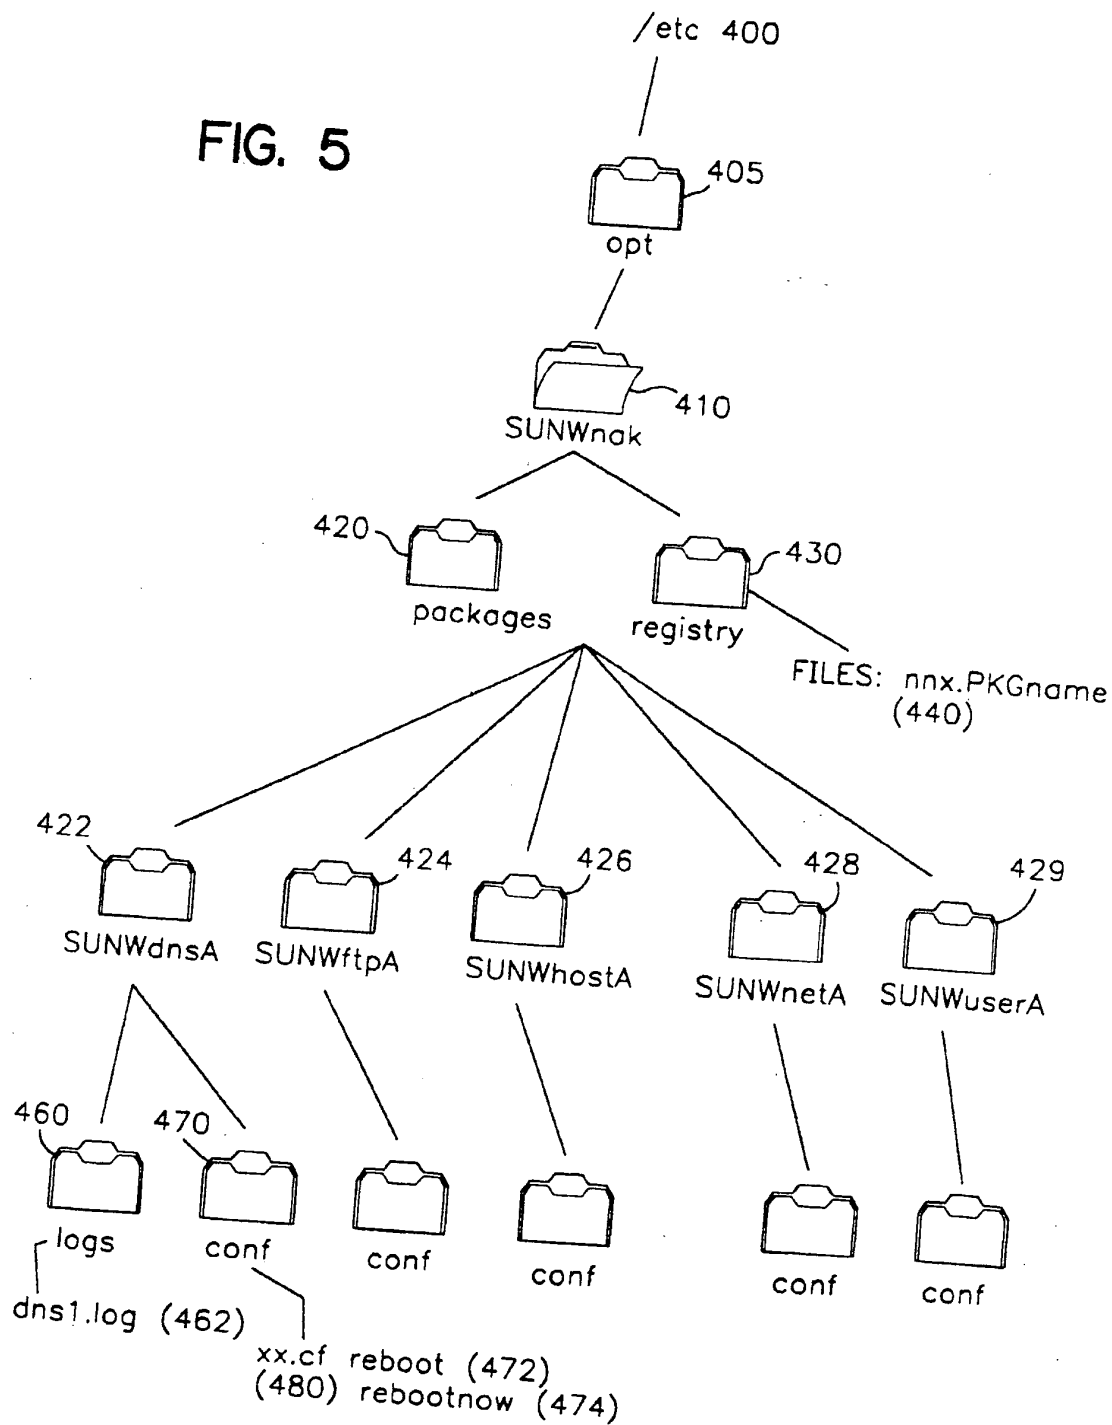 /etc 400
FIG. 5
405
opt
410
SUNWnak
420
430
packages
registry
FILES: nnx.PKGname
(440)
422
424
426
428
429
SUNWdnsA
SUNWftpA
SUNWhostA
SUNWnetA
SUNWuserA
460
470
logs
conf
conf
conf
conf
conf
dns1.log (462)
xx.cf reboot (472)
(480) rebootnow (474)